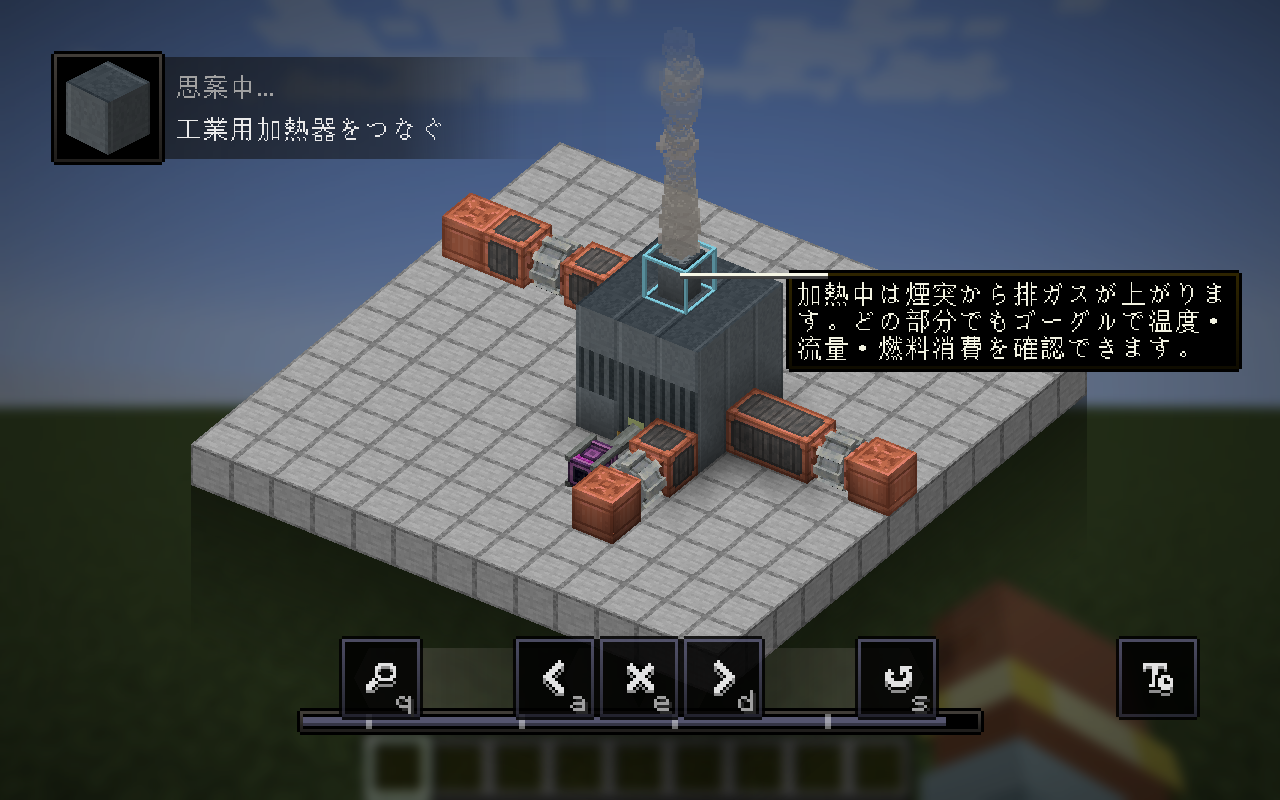 思案中...
工業用加熱器をつなぐ
加熱中は煙突から排ガスが上がりま
す。どの部分でもゴーグルで温度・
流量・燃料消費を確認できます。
q
a
e
d
s